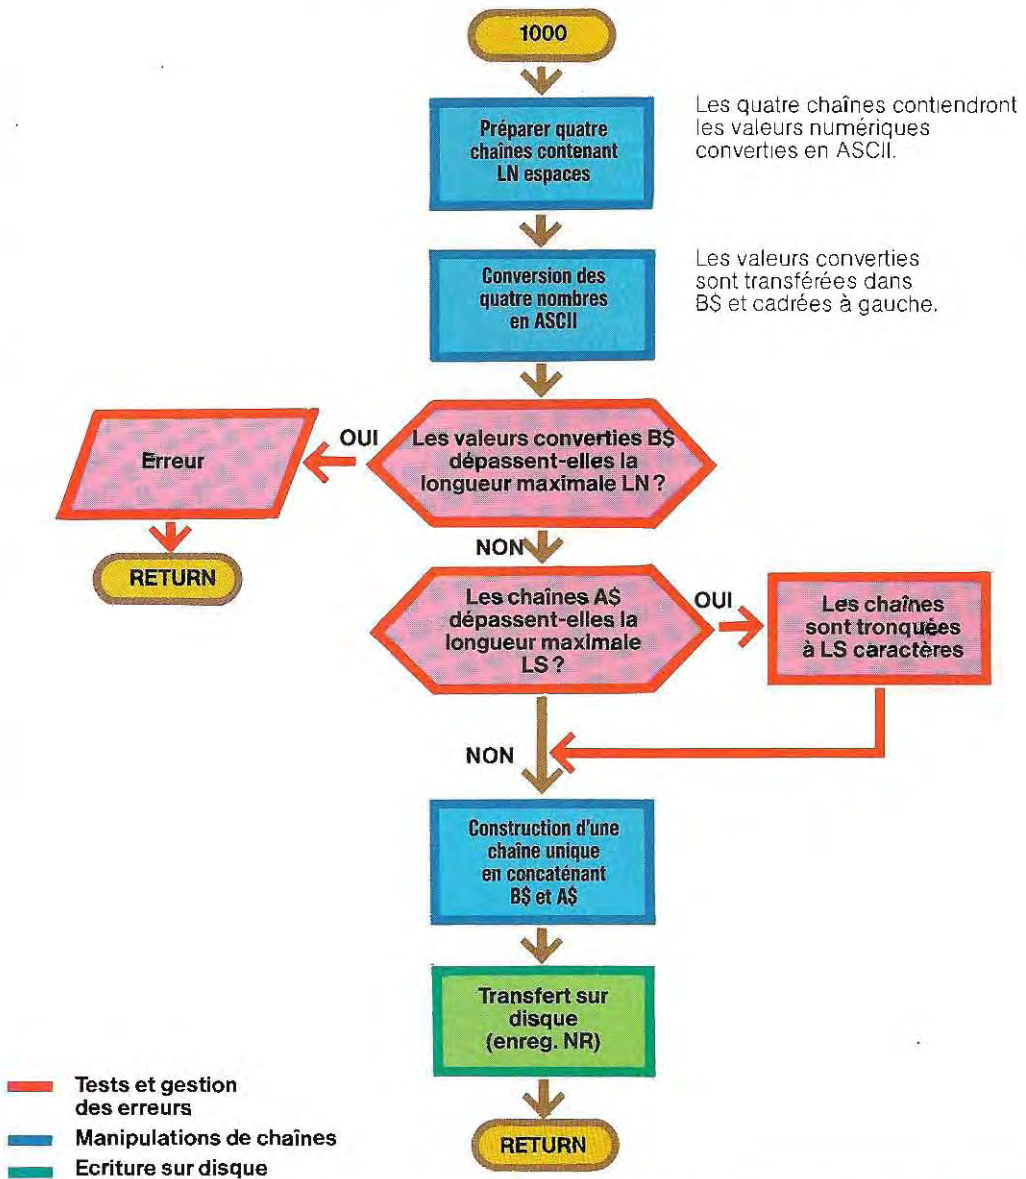 1000
Préparer quatre
chaînes contenant
LN espaces
Les quatre chaînes contiendront
les valeurs numériques
converties en ASCII.
Conversion des
quatre nombres
en ASCII
Les valeurs converties
sont transférées dans
B$ et cadrées à gauche.
Erreur
OUI
Les valeurs converties B$
dépassent-elles la
longueur maximale LN ?
RETURN
NON
Les chaînes A$
dépassent-elles la
longueur maximale
LS ?
OUI
Les chaînes
sont tronquées
à LS caractères
NON
Construction d'une
chaîne unique
en concaténant
B$ et A$
Transfert sur
disque
(enreg. NR)
RETURN
Tests et gestion
des erreurs
Manipulations de chaînes
Ecriture sur disque